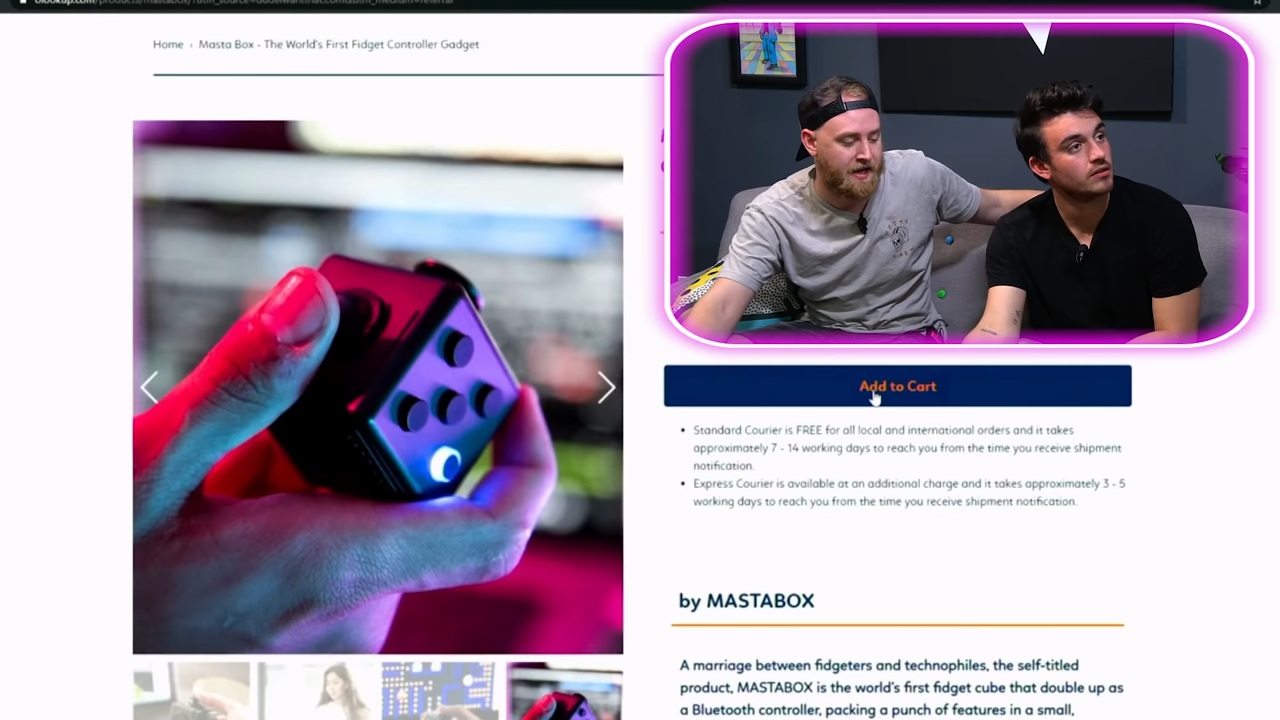 Home › Masta Box - The World's First Fidget Controller Gadget
Add to Cart
• Standard Courier is FREE for all local and international orders and it takes
approximately 7 - 14 working days to reach you from the time you receive shipment
notification.
• Express Courier is available at an additional charge and it takes approximately 3 - 5
working days to reach you from the time you receive shipment notification.
by MASTABOX
A marriage between fidgeters and technophiles, the self-titled
product, MASTABOX is the world's first fidget cube that double up as
a Bluetooth controller, packing a punch of features in a small,